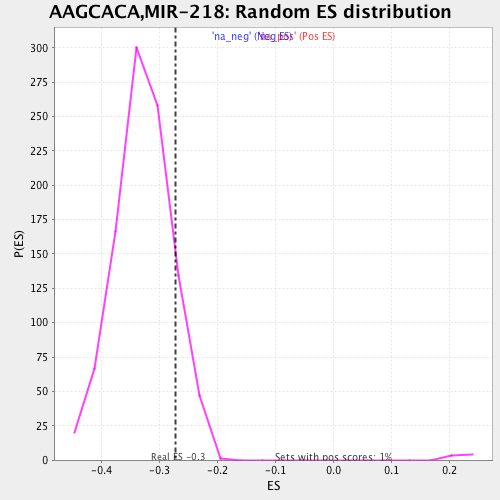 AAGCACA,MIR-218: Random ES distribution
'na_neg' (Neg ES) 'na_pos' (Pos ES)
300
275
250
225
200
175
150
125
100
75
50
25
0
P(ES)
Real ES -0.3
Sets with pos scores: 1%
-0.4 -0.3 -0.2 -0.1 0.0 0.1 0.2
ES